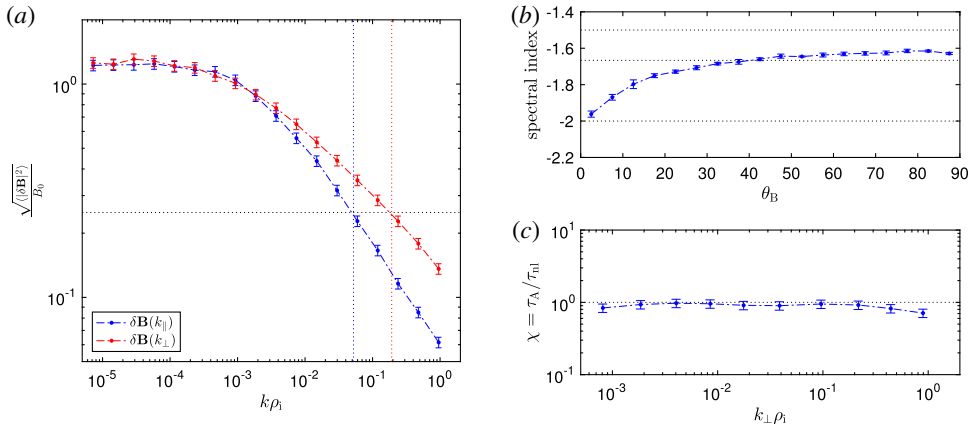 (a)
10⁰
10⁻¹
√⟨|δB|²⟩
B₀
δB(k∥)
δB(k⊥)
10⁻⁵ 10⁻⁴ 10⁻³ 10⁻² 10⁻¹ 10⁰
kρᵢ
(b)
spectral index
-1.4
-1.6
-1.8
-2
-2.2
0 10 20 30 40 50 60 70 80 90
θ_B
(c)
χ = τ_A/τ_nl
10¹
10⁰
10⁻¹
10⁻³ 10⁻² 10⁻¹ 10⁰
k⊥ρᵢ